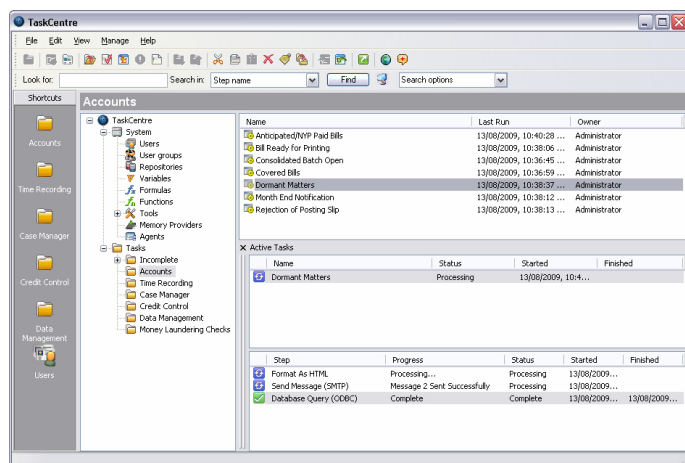 TaskCentre
File Edit View Manage Help
Look for: Search in: Step name Find Search options
Shortcuts
Accounts
Time Recording
Case Manager
Credit Control
Data
Management
Users
Accounts
TaskCentre
System
Users
User groups
Repositories
Variables
Formulas
Functions
Tools
Memory Providers
Agents
Tasks
Incomplete
Accounts
Time Recording
Case Manager
Credit Control
Data Management
Money Laundering Checks
Name Last Run Owner
Anticipated/NYP Paid Bills 13/08/2009, 10:40:28 ... Administrator
Bill Ready for Printing 13/08/2009, 10:38:06 ... Administrator
Consolidated Batch Open 13/08/2009, 10:36:45 ... Administrator
Covered Bills 13/08/2009, 10:36:59 ... Administrator
Dormant Matters 13/08/2009, 10:38:37 ... Administrator
Month End Notification 13/08/2009, 10:38:12 ... Administrator
Rejection of Posting Slip 13/08/2009, 10:38:13 ... Administrator
Active Tasks
Name Status Started Finished
Dormant Matters Processing 13/08/2009, 10:4...
Step Progress Status Started Finished
Format As HTML Processing... Processing 13/08/2009...
Send Message (SMTP) Message 2 Sent Successfully Processing 13/08/2009...
Database Query (ODBC) Complete Complete 13/08/2009... 13/08/2009...